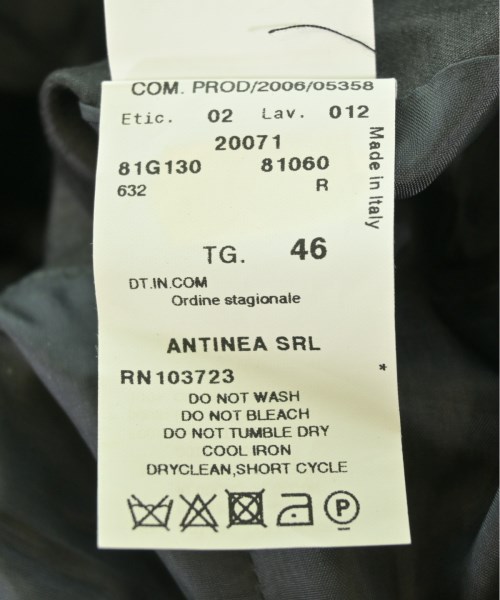 COM. PROD/2006/05358
Etic. 02 Lav. 012
20071
81G130 81060
632 R
Made in Italy
TG. 46
DT.IN.COM
Ordine stagionale
ANTINEA SRL
RN103723 *
DO NOT WASH
DO NOT BLEACH
DO NOT TUMBLE DRY
COOL IRON
DRYCLEAN,SHORT CYCLE
P